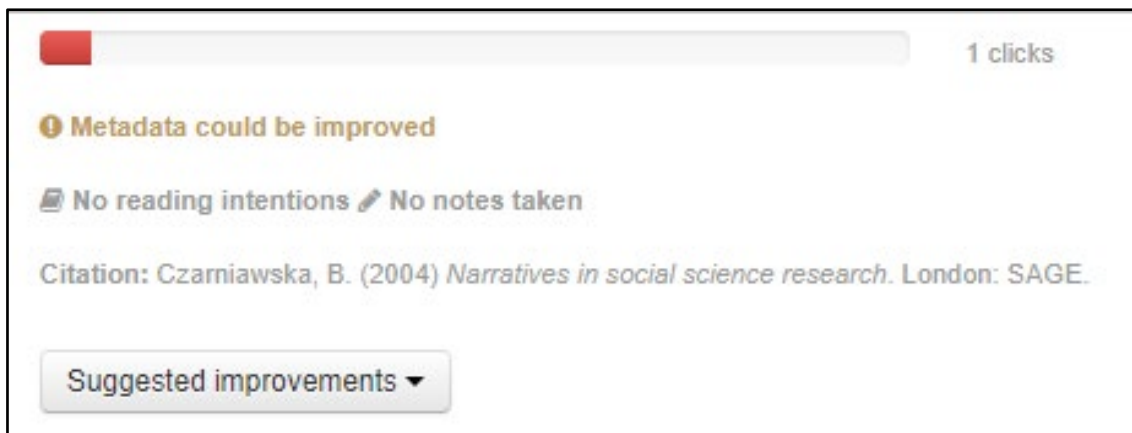 1 clicks
Metadata could be improved
No reading intentions No notes taken
Citation: Czarniawska, B. (2004) Narratives in social science research. London: SAGE.
Suggested improvements